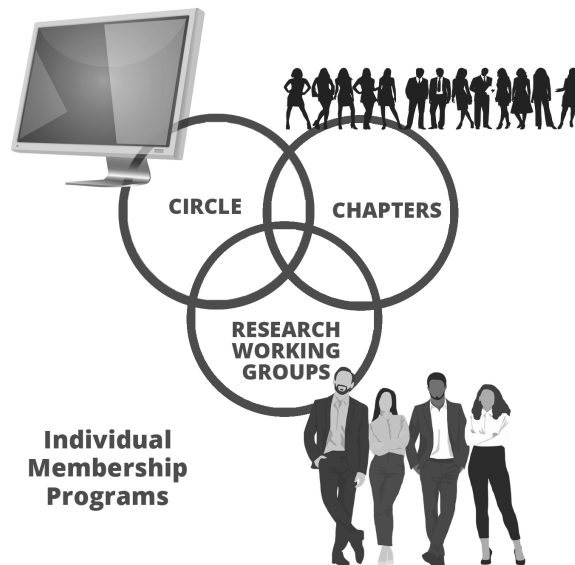 CIRCLE
CHAPTERS
RESEARCH
WORKING
GROUPS
Individual
Membership
Programs